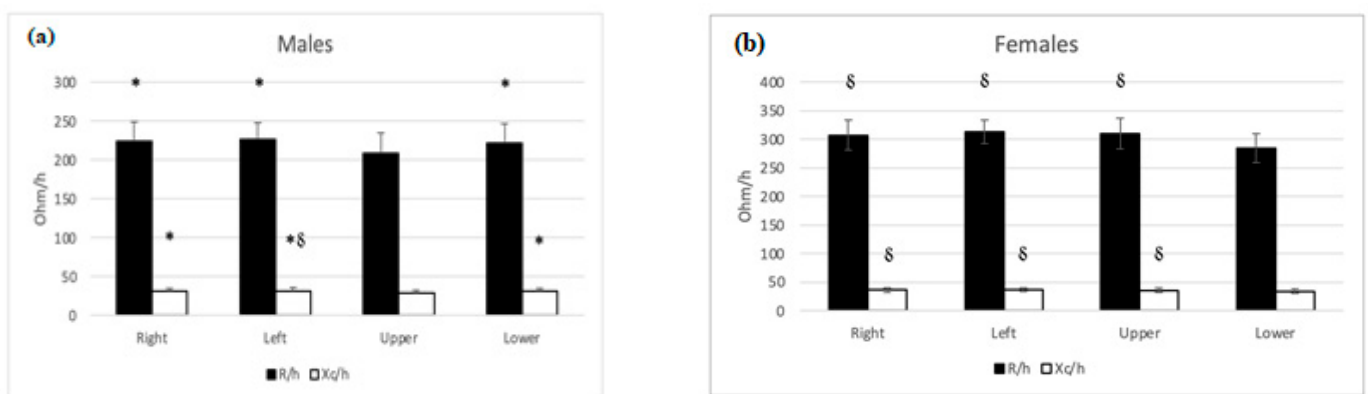 (a)
Males
* * *
300
250
200
150
100
50
0
Ohm/h
* *§ *
Right Left Upper Lower
R/h Xc/h
(b)
Females
§ § §
400
350
300
250
200
150
100
50
0
Ohm/h
§ § §
Right Left Upper Lower
R/h Xc/h